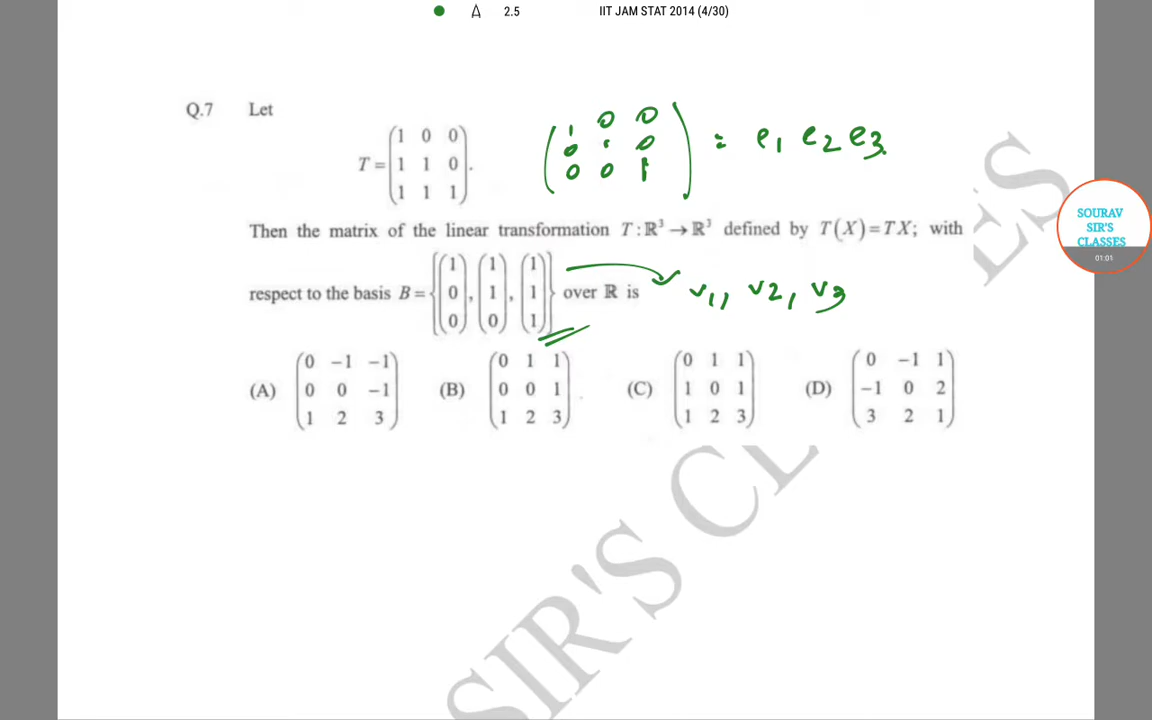 A 2.5 IIT JAM STAT 2014 (4/30)
Q.7 Let
T = (1 0 0
1 1 0
1 1 1).
(1 0 0
0 1 0
0 0 1) = e1 e2 e3
Then the matrix of the linear transformation T : ℝ³ → ℝ³ defined by T(X) = TX; with
respect to the basis B = {(1 0 0), (1 1 0), (1 1 1)} over ℝ is
v1, v2, v3
(A) (0 -1 -1
0 0 -1
1 2 3)
(B) (0 1 1
0 0 1
1 2 3)
(C) (0 1 1
1 0 1
1 2 3)
(D) (0 -1 1
-1 0 2
3 2 1)
SOURAV
SIR'S
CLASSES
01:01
SIR'S CL
ES